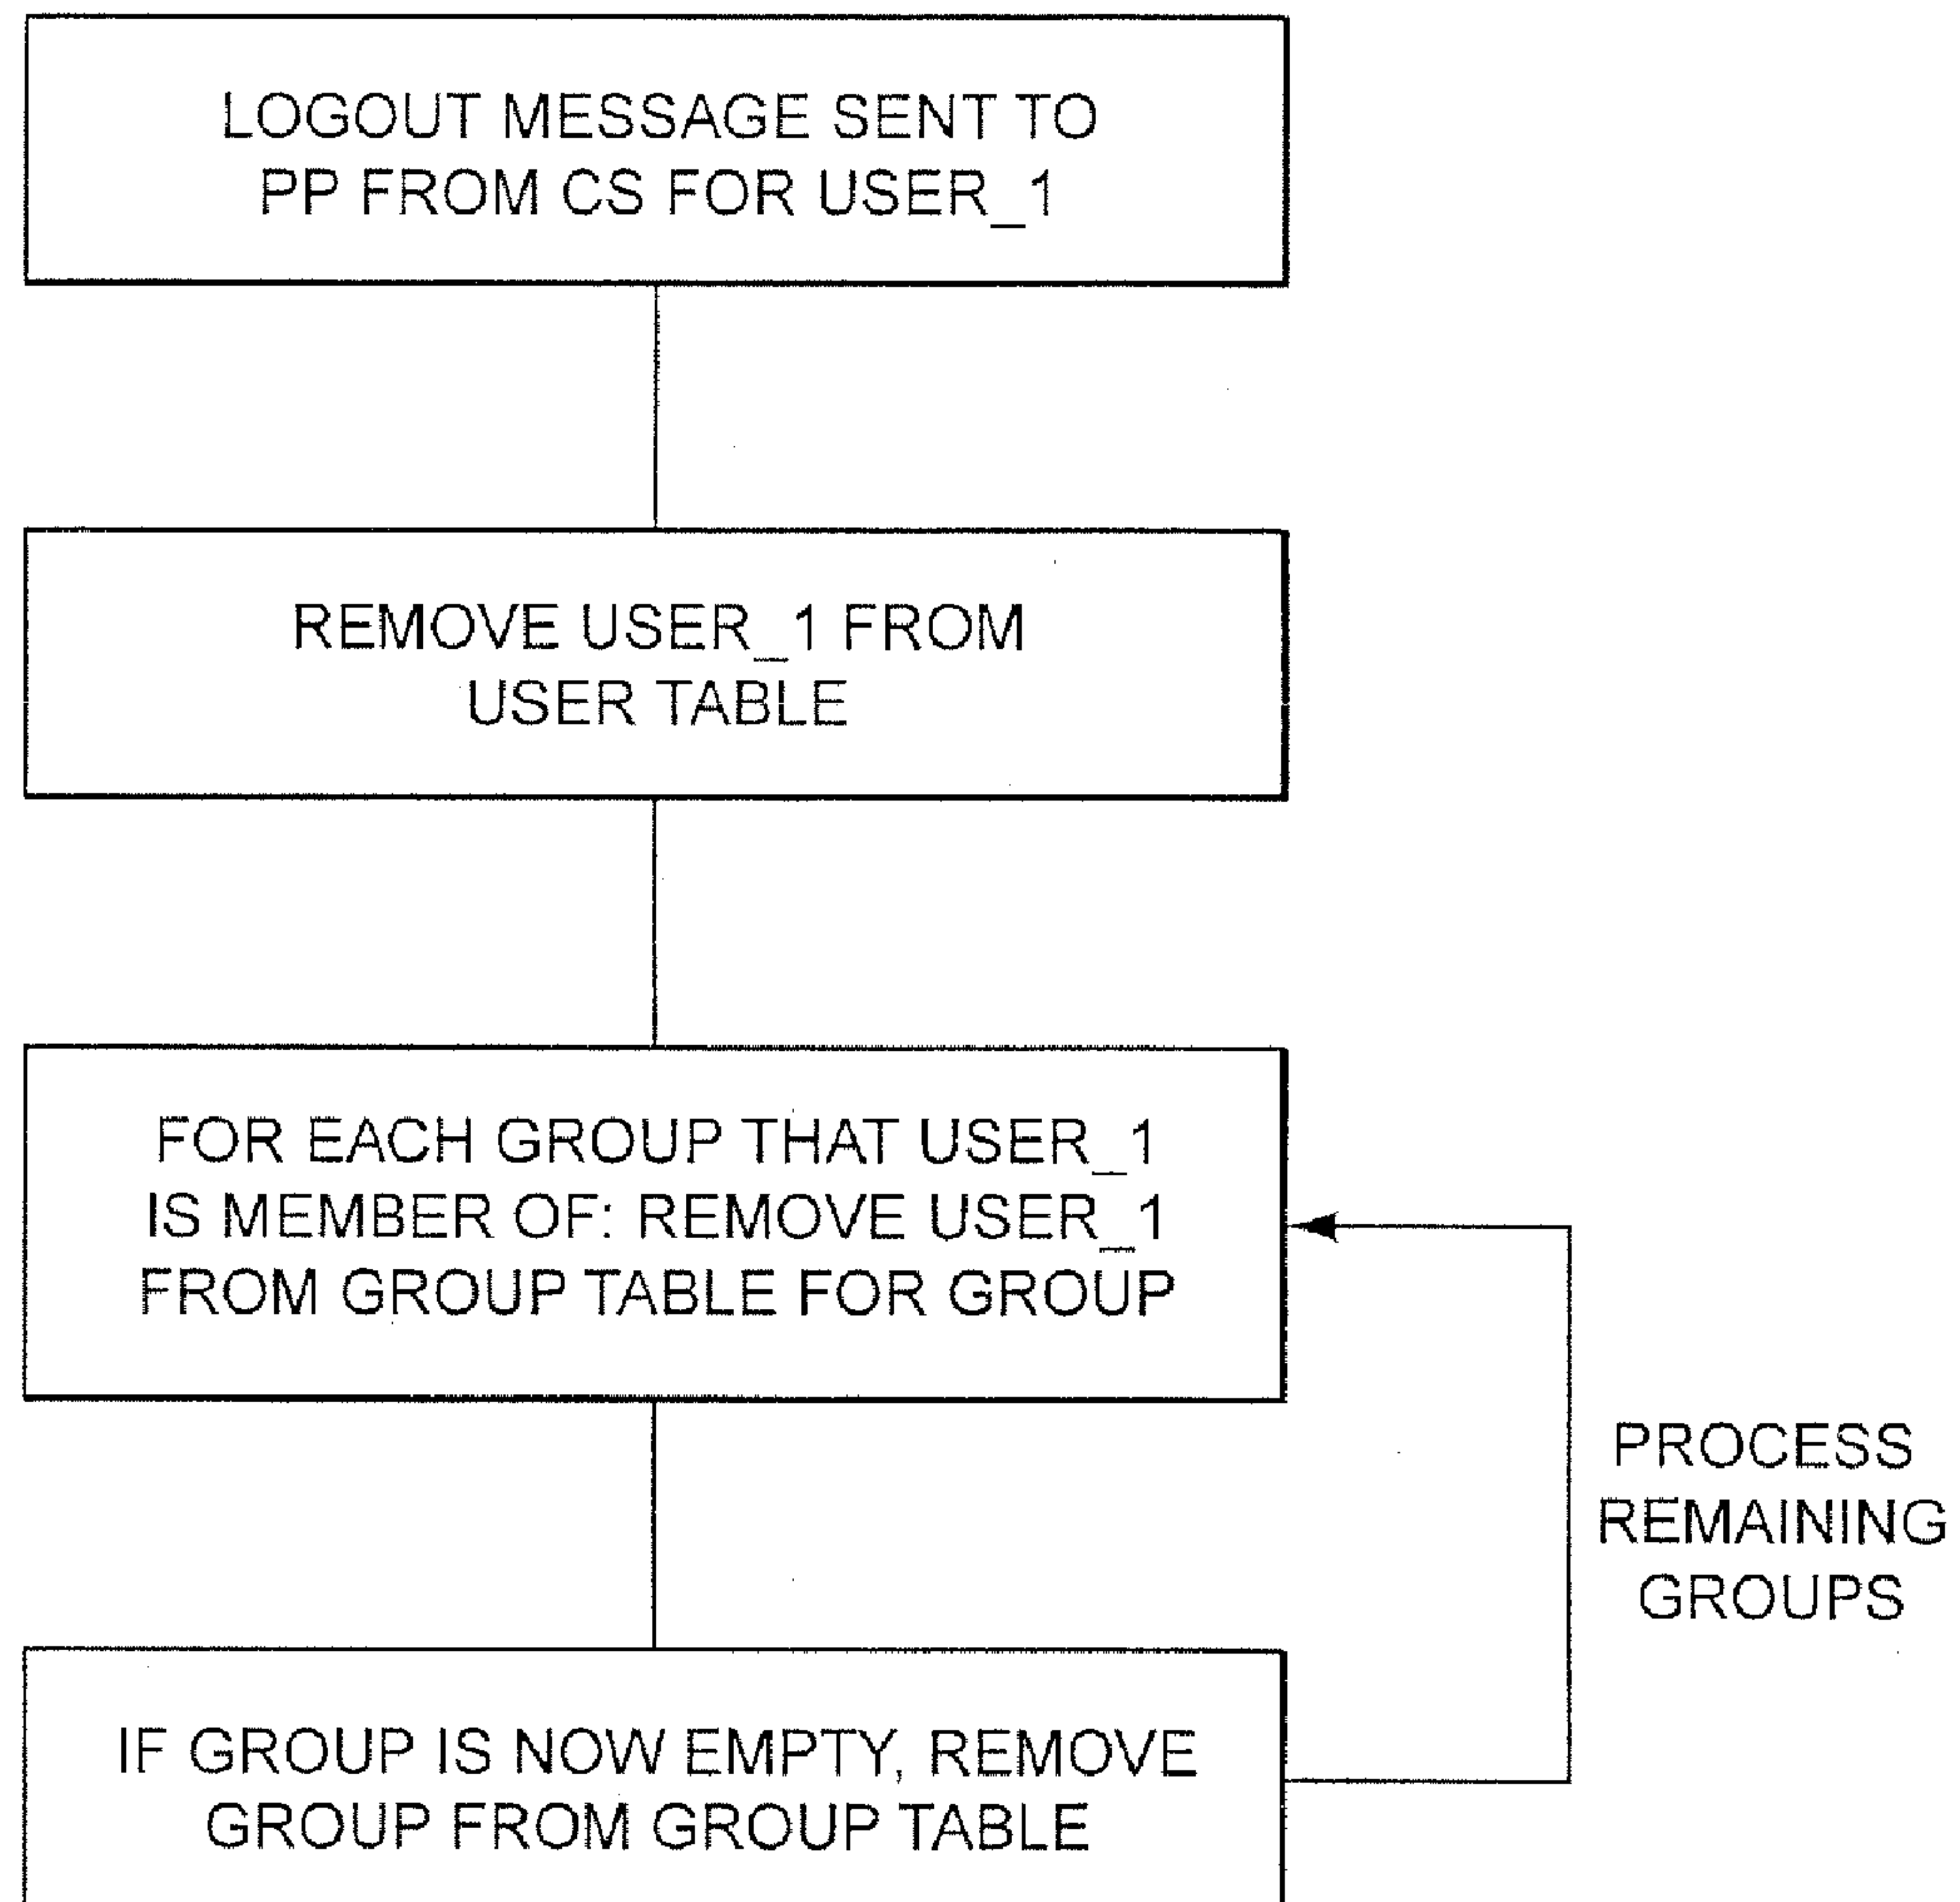 LOGOUT MESSAGE SENT TO
PP FROM CS FOR USER_1
REMOVE USER_1 FROM
USER TABLE
FOR EACH GROUP THAT USER_1
IS MEMBER OF: REMOVE USER_1
FROM GROUP TABLE FOR GROUP
PROCESS
REMAINING
GROUPS
IF GROUP IS NOW EMPTY, REMOVE
GROUP FROM GROUP TABLE